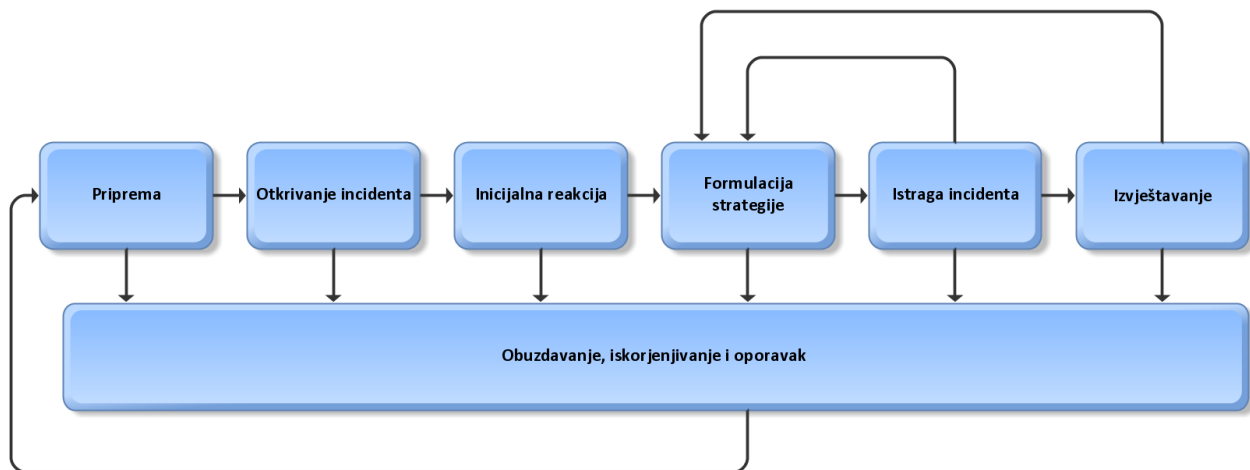 Priprema
Otkrivanje incidenta
Inicijalna reakcija
Formulacija
strategije
Istraga incidenta
Izvještavanje
Obuzdavanje, iskorjenjivanje i oporavak